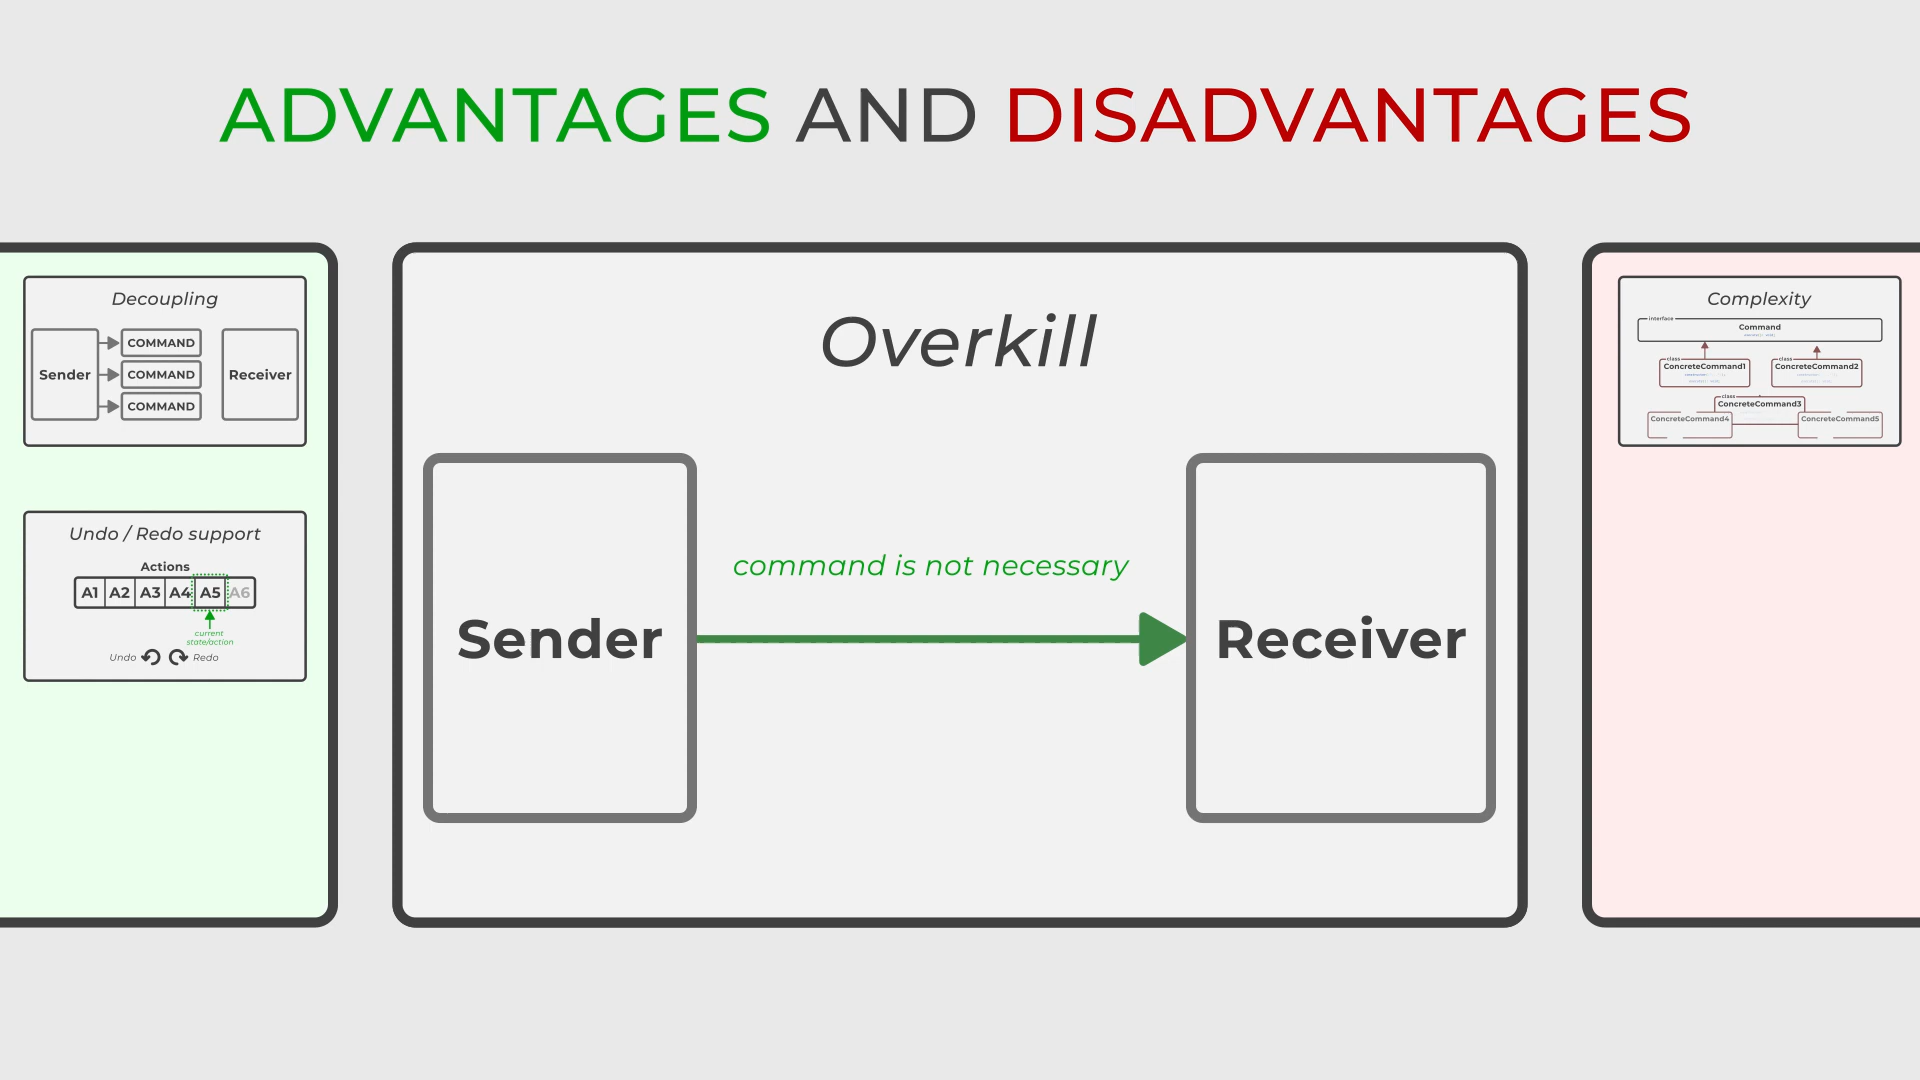 ADVANTAGES AND DISADVANTAGES
Decoupling
Sender
COMMAND
COMMAND
COMMAND
Receiver
Undo / Redo support
Actions
A1 A2 A3 A4 A5 A6
current
state/action
Undo Redo
Overkill
command is not necessary
Sender
Receiver
Complexity
interface
Command
class
ConcreteCommand1
class
ConcreteCommand2
class
ConcreteCommand3
ConcreteCommand4
ConcreteCommand5